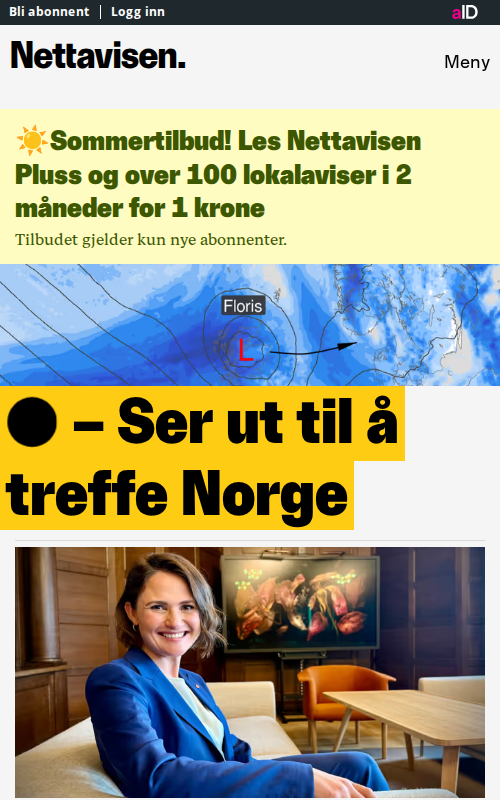 Bli abonnent | Logg inn
aID
Nettavisen.
Meny
☀️Sommertilbud! Les Nettavisen
Pluss og over 100 lokalaviser i 2
måneder for 1 krone
Tilbudet gjelder kun nye abonnenter.
Floris
L
⚫ – Ser ut til å
treffe Norge